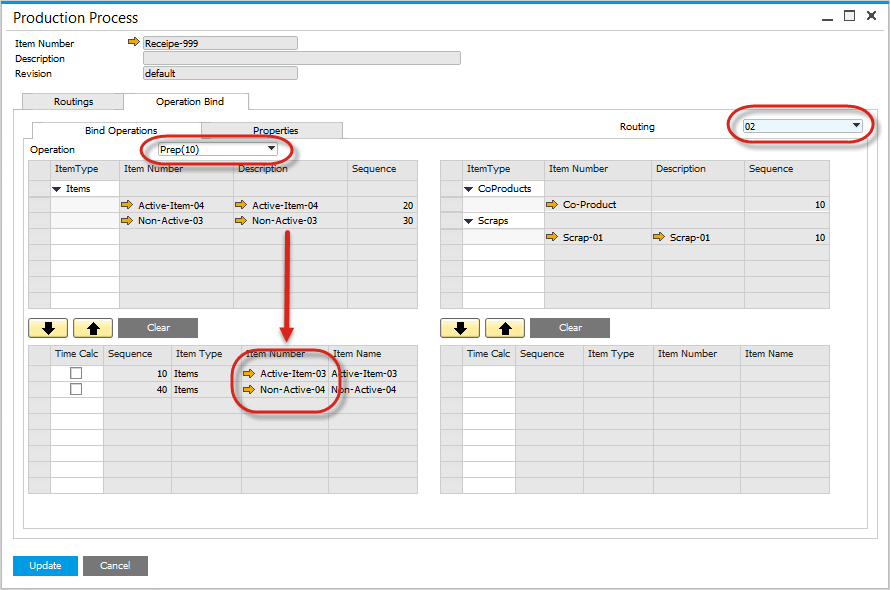 Production Process
Item Number Receipe-999
Description
Revision default
Routings Operation Bind
Bind Operations Properties Routing 02
Operation Prep(10)
ItemType Item Number Description Sequence ItemType Item Number Description Sequence
Items CoProducts
Active-Item-04 Active-Item-04 20 Co-Product 10
Non-Active-03 Non-Active-03 30 Scraps
Scrap-01 Scrap-01 10
Clear Clear
Time Calc Sequence Item Type Item Number Item Name Time Calc Sequence Item Type Item Number Item Name
10 Items Active-Item-03 Active-Item-03
40 Items Non-Active-04 Non-Active-04
Update Cancel